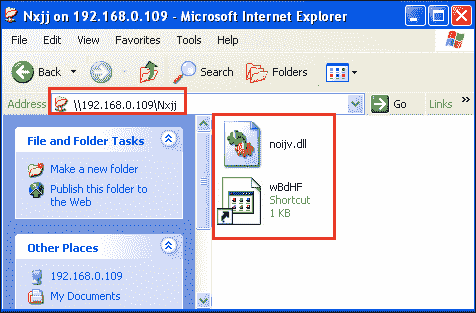 Nxjj on 192.168.0.109 - Microsoft Internet Explorer
File Edit View Favorites Tools Help
Back Search Folders
Address \\192.168.0.109\Nxjj Go Links »
File and Folder Tasks
Make a new folder
Publish this folder to
the Web
Other Places
192.168.0.109
My Documents
noijv.dll
wBdHF
Shortcut
1 KB